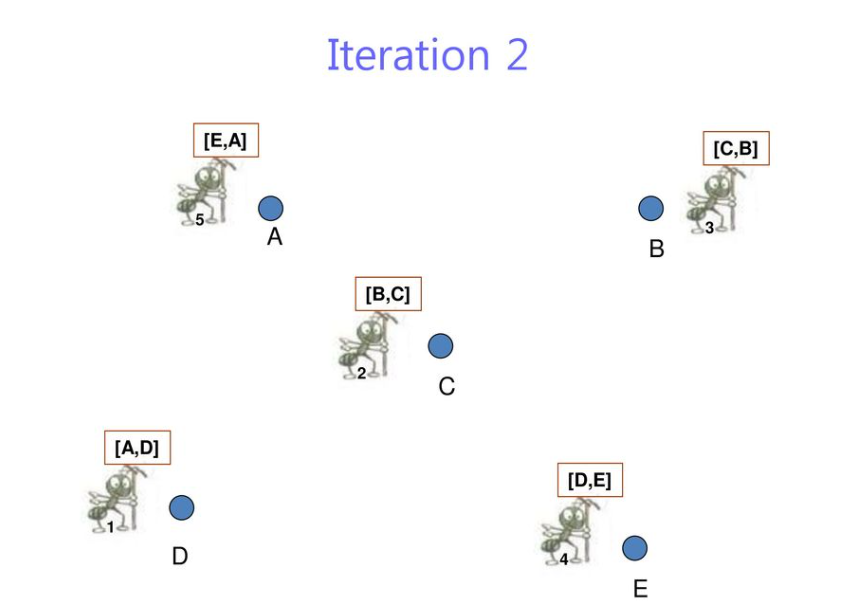 Iteration 2
[E,A]
5
A
[C,B]
3
B
[B,C]
2
C
[A,D]
1
D
[D,E]
4
E